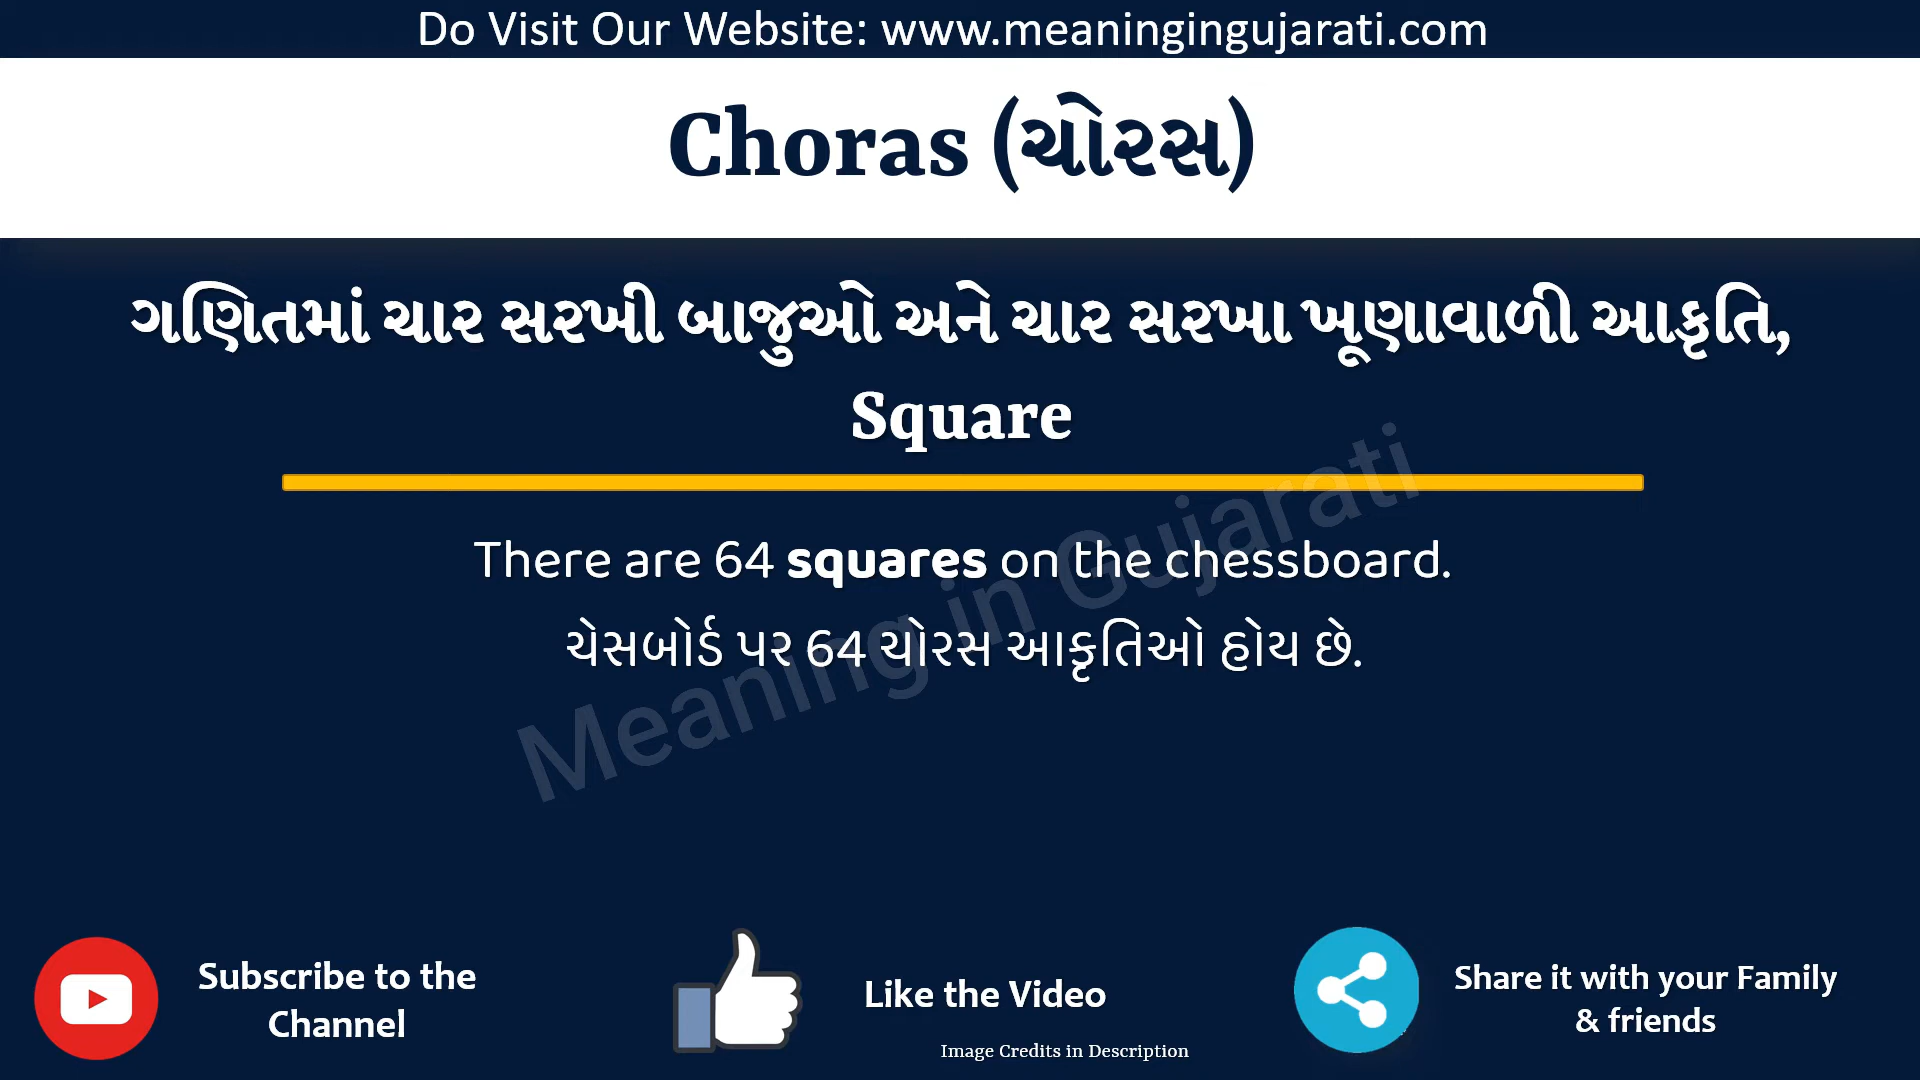 Do Visit Our Website: www.meaningingujarati.com
Choras (ચોરસ)
ગણિતમાં ચાર સરખી બાજુઓ અને ચાર સરખા ખૂણાવાળી આકૃતિ,
Square
There are 64 squares on the chessboard.
ચેસબોર્ડ પર 64 ચોરસ આકૃતિઓ હોય છે.
Meaning in Gujarati
Subscribe to the
Channel
Like the Video
Share it with your Family
& friends
Image Credits in Description